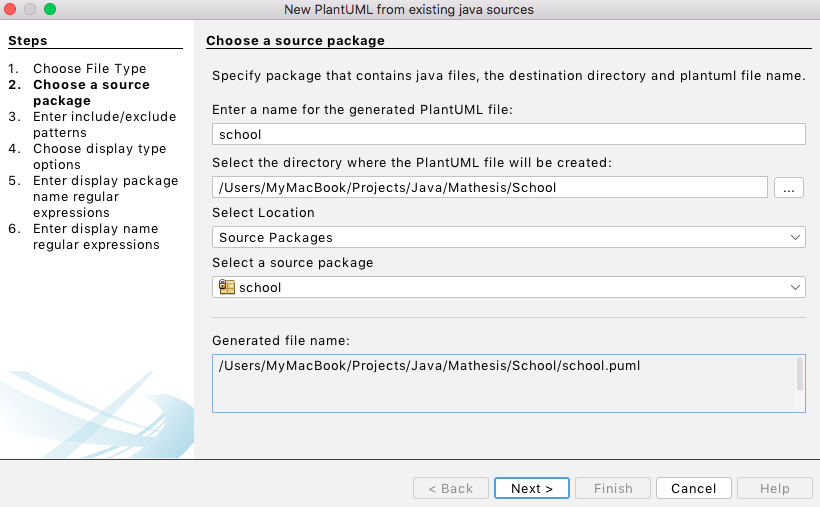 New PlantUML from existing java sources
Steps
1. Choose File Type
2. Choose a source
package
3. Enter include/exclude
patterns
4. Choose display type
options
5. Enter display package
name regular
expressions
6. Enter display name
regular expressions
Choose a source package
Specify package that contains java files, the destination directory and plantuml file name.
Enter a name for the generated PlantUML file:
school
Select the directory where the PlantUML file will be created:
/Users/MyMacBook/Projects/Java/Mathesis/School
...
Select Location
Source Packages
Select a source package
school
Generated file name:
/Users/MyMacBook/Projects/Java/Mathesis/School/school.puml
< Back
Next >
Finish
Cancel
Help